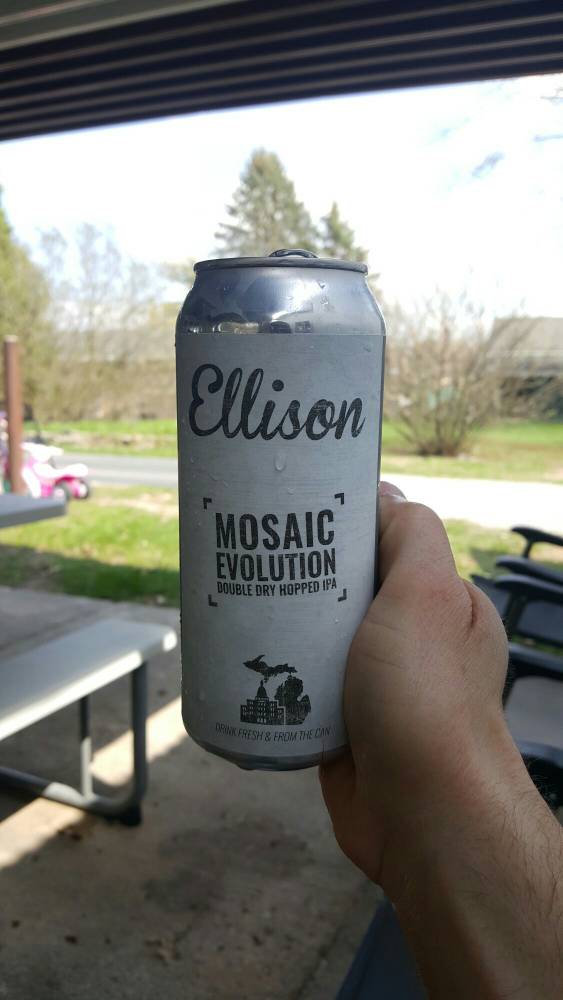 Ellison
MOSAIC
EVOLUTION
DOUBLE DRY HOPPED IPA
DRINK FRESH & FROM THE CAN